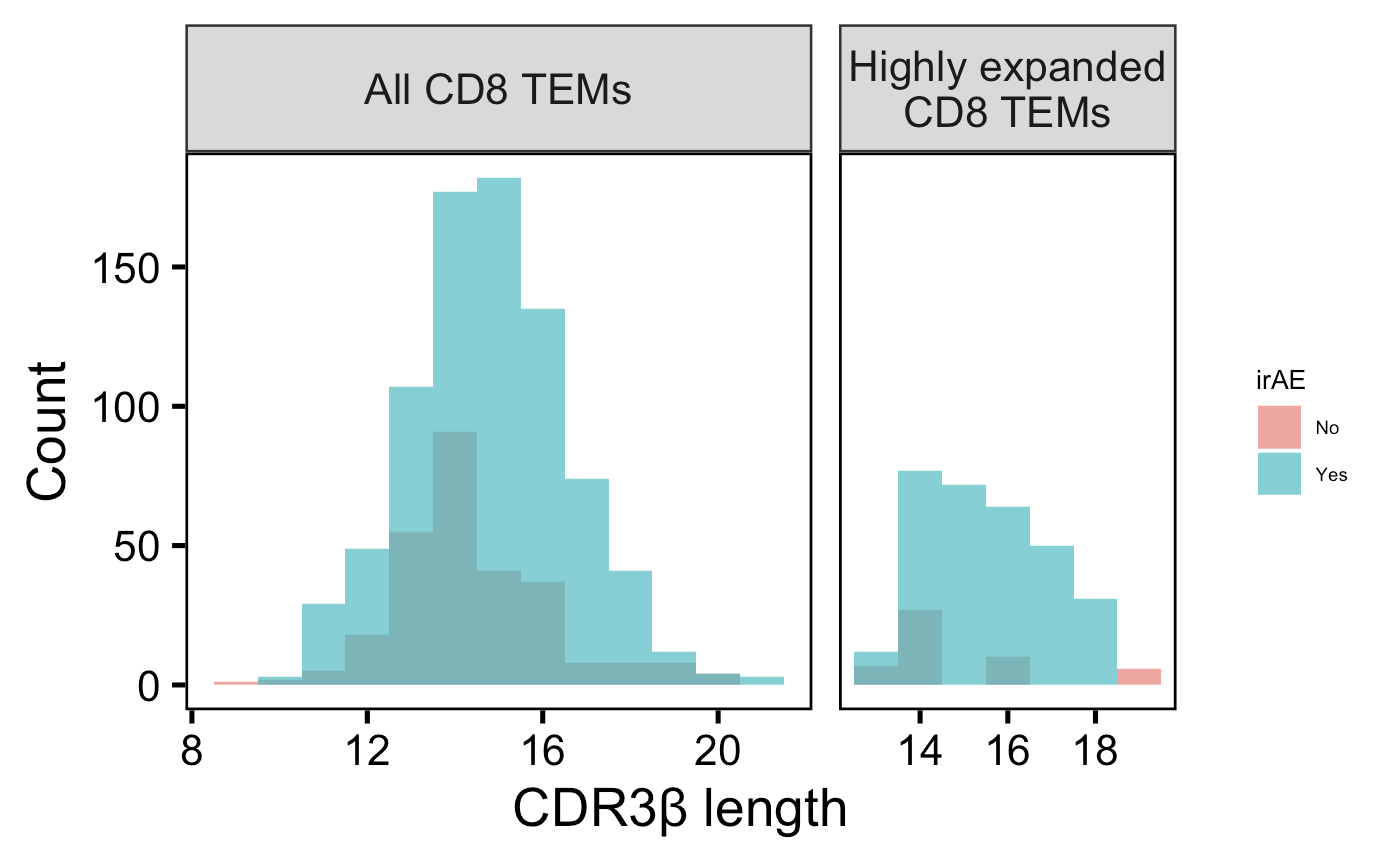 All CD8 TEMs
Highly expanded
CD8 TEMs
Count
150
100
50
0
8
12
16
20
14
16
18
CDR3β length
irAE
No
Yes